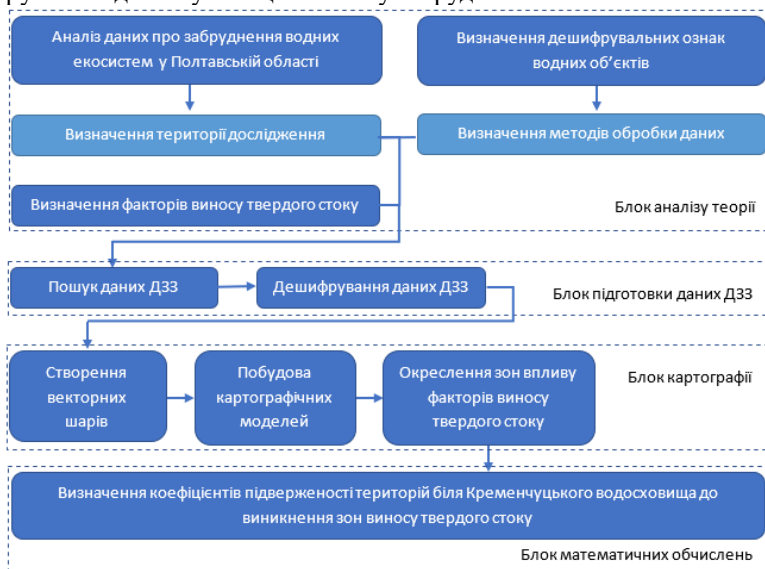 Аналіз даних про забруднення водних
екосистем у Полтавській області
Визначення дешифрувальних ознак
водних об'єктів
Визначення території дослідження
Визначення методів обробки даних
Визначення факторів виносу твердого стоку
Блок аналізу теорії
Пошук даних ДЗЗ
Дешифрування даних ДЗЗ
Блок підготовки даних ДЗЗ
Створення
векторних
шарів
Побудова
картографічних
моделей
Окреслення зон впливу
факторів виносу
твердого стоку
Блок картографії
Визначення коефіцієнтів підверженості територій біля Кременчуцького водосховища до
виникнення зон виносу твердого стоку
Блок математичних обчислень